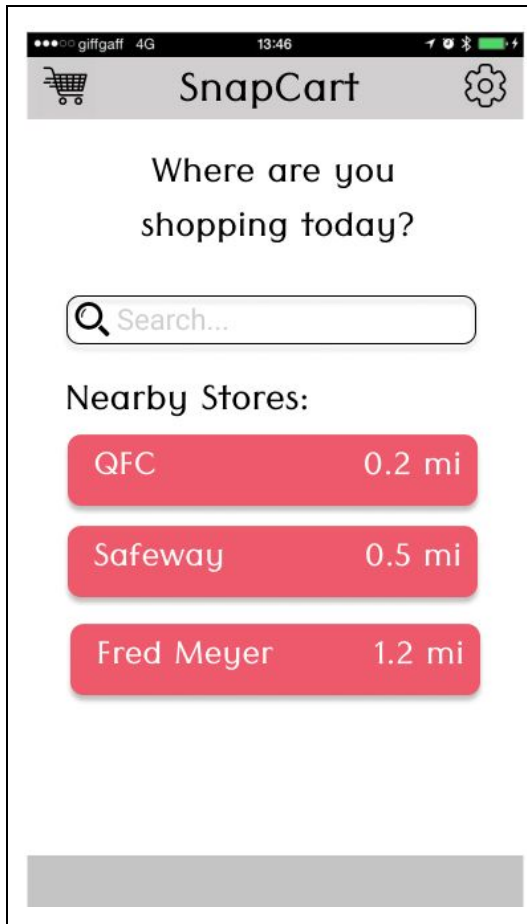 giffgaff 4G 13:46
SnapCart
Where are you
shopping today?
Search...
Nearby Stores:
QFC 0.2 mi
Safeway 0.5 mi
Fred Meyer 1.2 mi